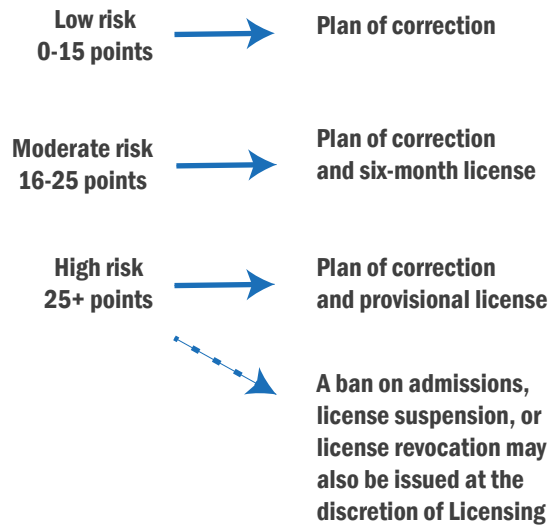 Low risk
0-15 points
Plan of correction
Moderate risk
16-25 points
Plan of correction
and six-month license
High risk
25+ points
Plan of correction
and provisional license
A ban on admissions,
license suspension, or
license revocation may
also be issued at the
discretion of Licensing